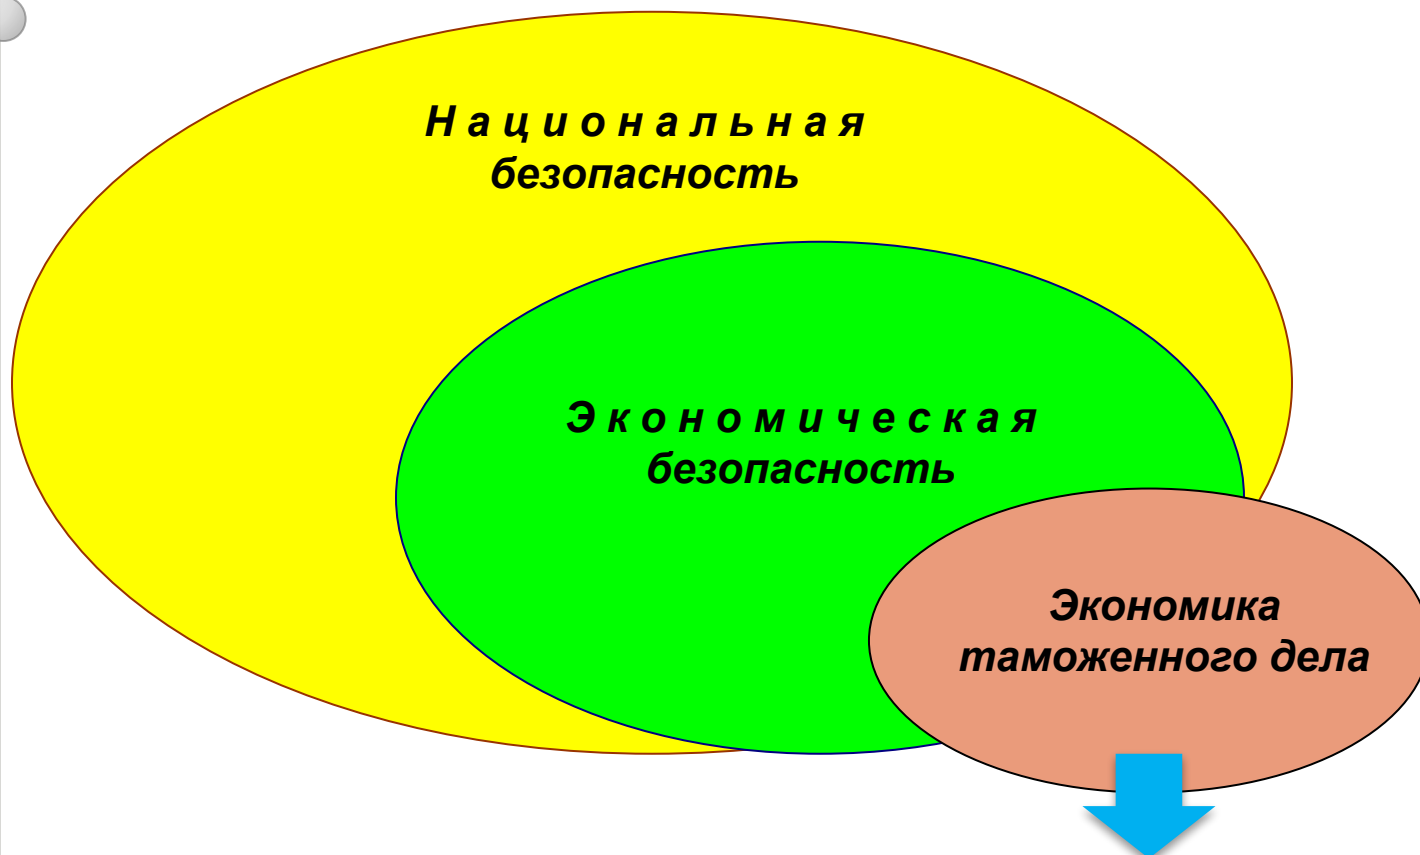 Н а ц и о н а л ь н а я
безопасность
Э к о н о м и ч е с к а я
безопасность
Экономика
таможенного дела